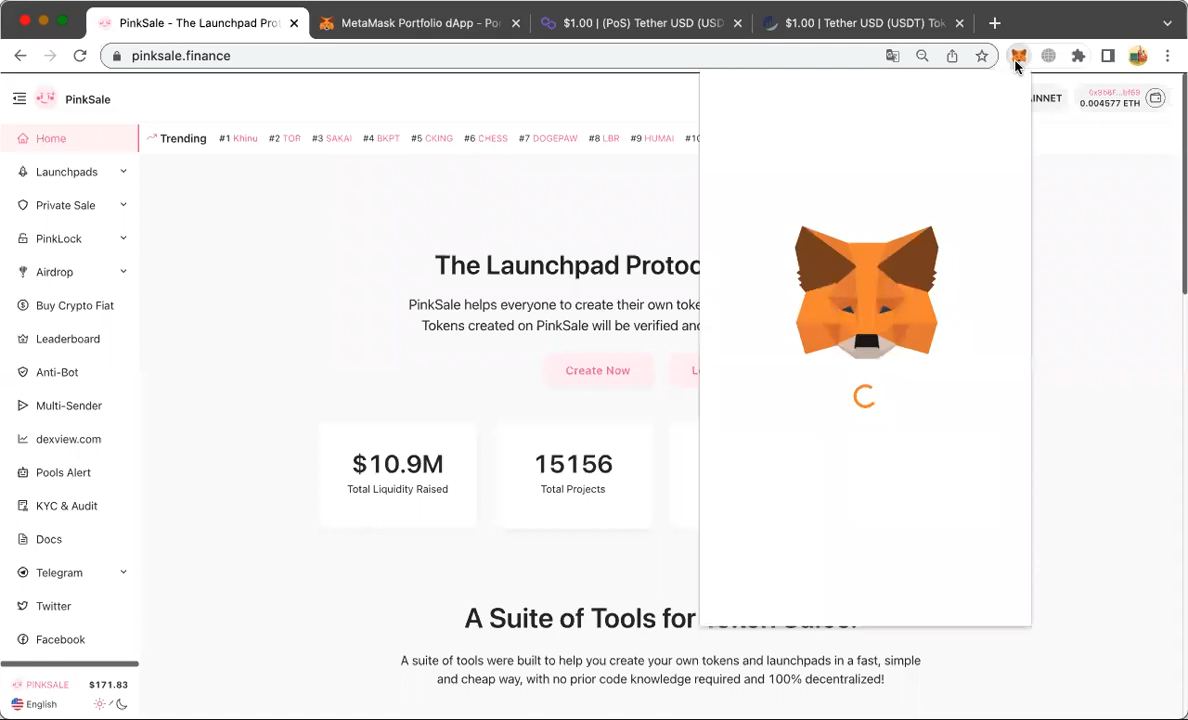 PinkSale - The Launchpad Prot
MetaMask Portfolio dApp - Po
$1.00 | (PoS) Tether USD (USD
$1.00 | Tether USD (USDT) Tok
pinksale.finance
PinkSale
AINNET
0.004577 ETH
Home
Trending #1 Khinu #2 TOR #3 SAKAI #4 BKPT #5 CKING #6 CHESS #7 DOGEPAW #8 LBR #9 HUMAI #10
Launchpads
Private Sale
PinkLock
Airdrop
Buy Crypto Fiat
Leaderboard
Anti-Bot
Multi-Sender
dexview.com
Pools Alert
KYC & Audit
Docs
Telegram
Twitter
Facebook
PINKSALE $171.83
English
The Launchpad Protoc
PinkSale helps everyone to create their own toke
Tokens created on PinkSale will be verified and
Create Now
L
$10.9M
Total Liquidity Raised
15156
Total Projects
A Suite of Tools for
A suite of tools were built to help you create your own tokens and launchpads in a fast, simple
and cheap way, with no prior code knowledge required and 100% decentralized!